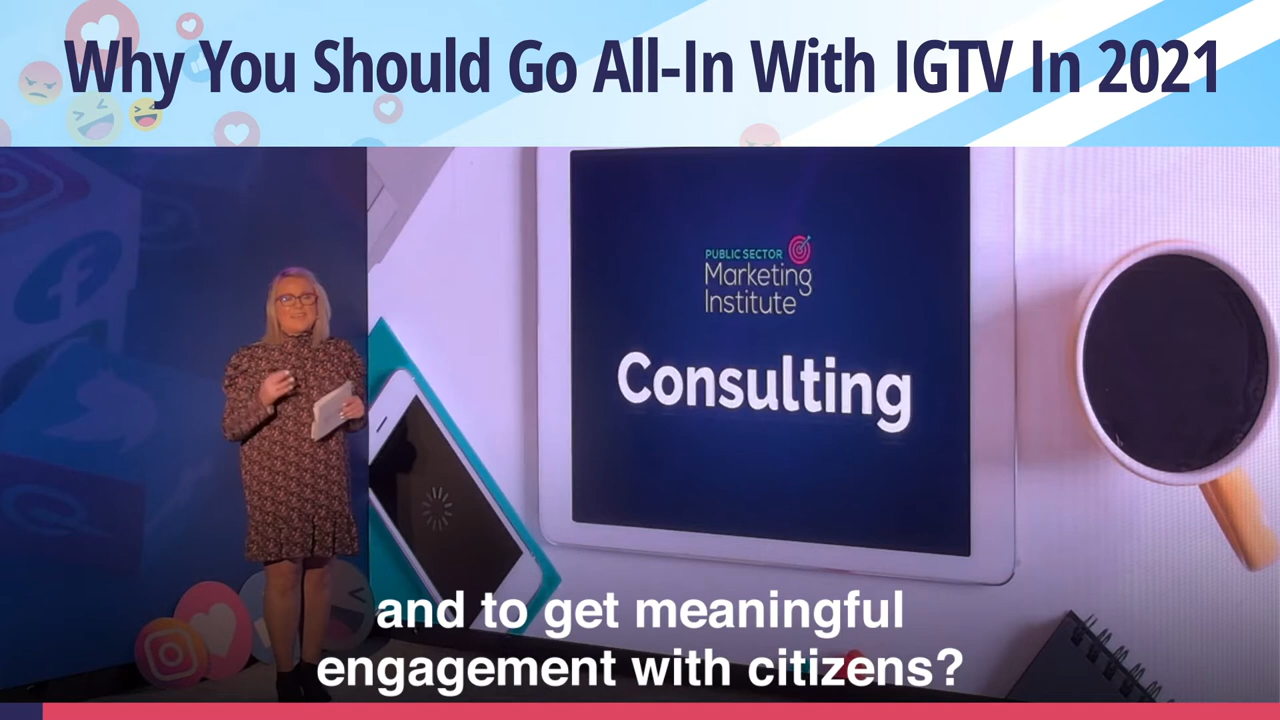 Why You Should Go All-In With IGTV In 2021
PUBLIC SECTOR
Marketing
Institute
Consulting
and to get meaningful
engagement with citizens?